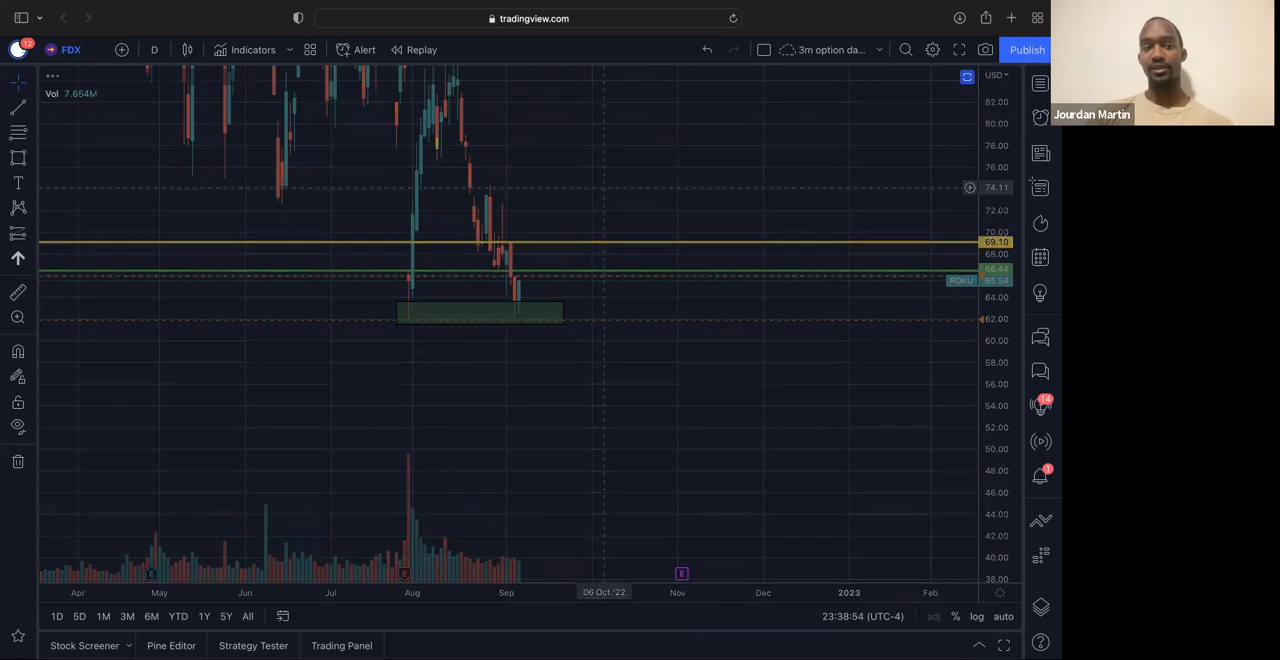 tradingview.com
12
FDX
D
Indicators
Alert
Replay
3m option da...
Publish
USD
Vol 7.654M
82.00
80.00
78.00
76.00
74.11
72.00
70.00
69.10
68.00
66.44
ROKU 65.54
64.00
62.00
60.00
58.00
56.00
54.00
52.00
50.00
48.00
46.00
44.00
42.00
40.00
38.00
E
E
E
Apr May Jun Jul Aug Sep 06 Oct '22 Nov Dec 2023 Feb
1D 5D 1M 3M 6M YTD 1Y 5Y All
23:38:54 (UTC-4) adj % log auto
Stock Screener Pine Editor Strategy Tester Trading Panel
Jourdan Martin
14
1